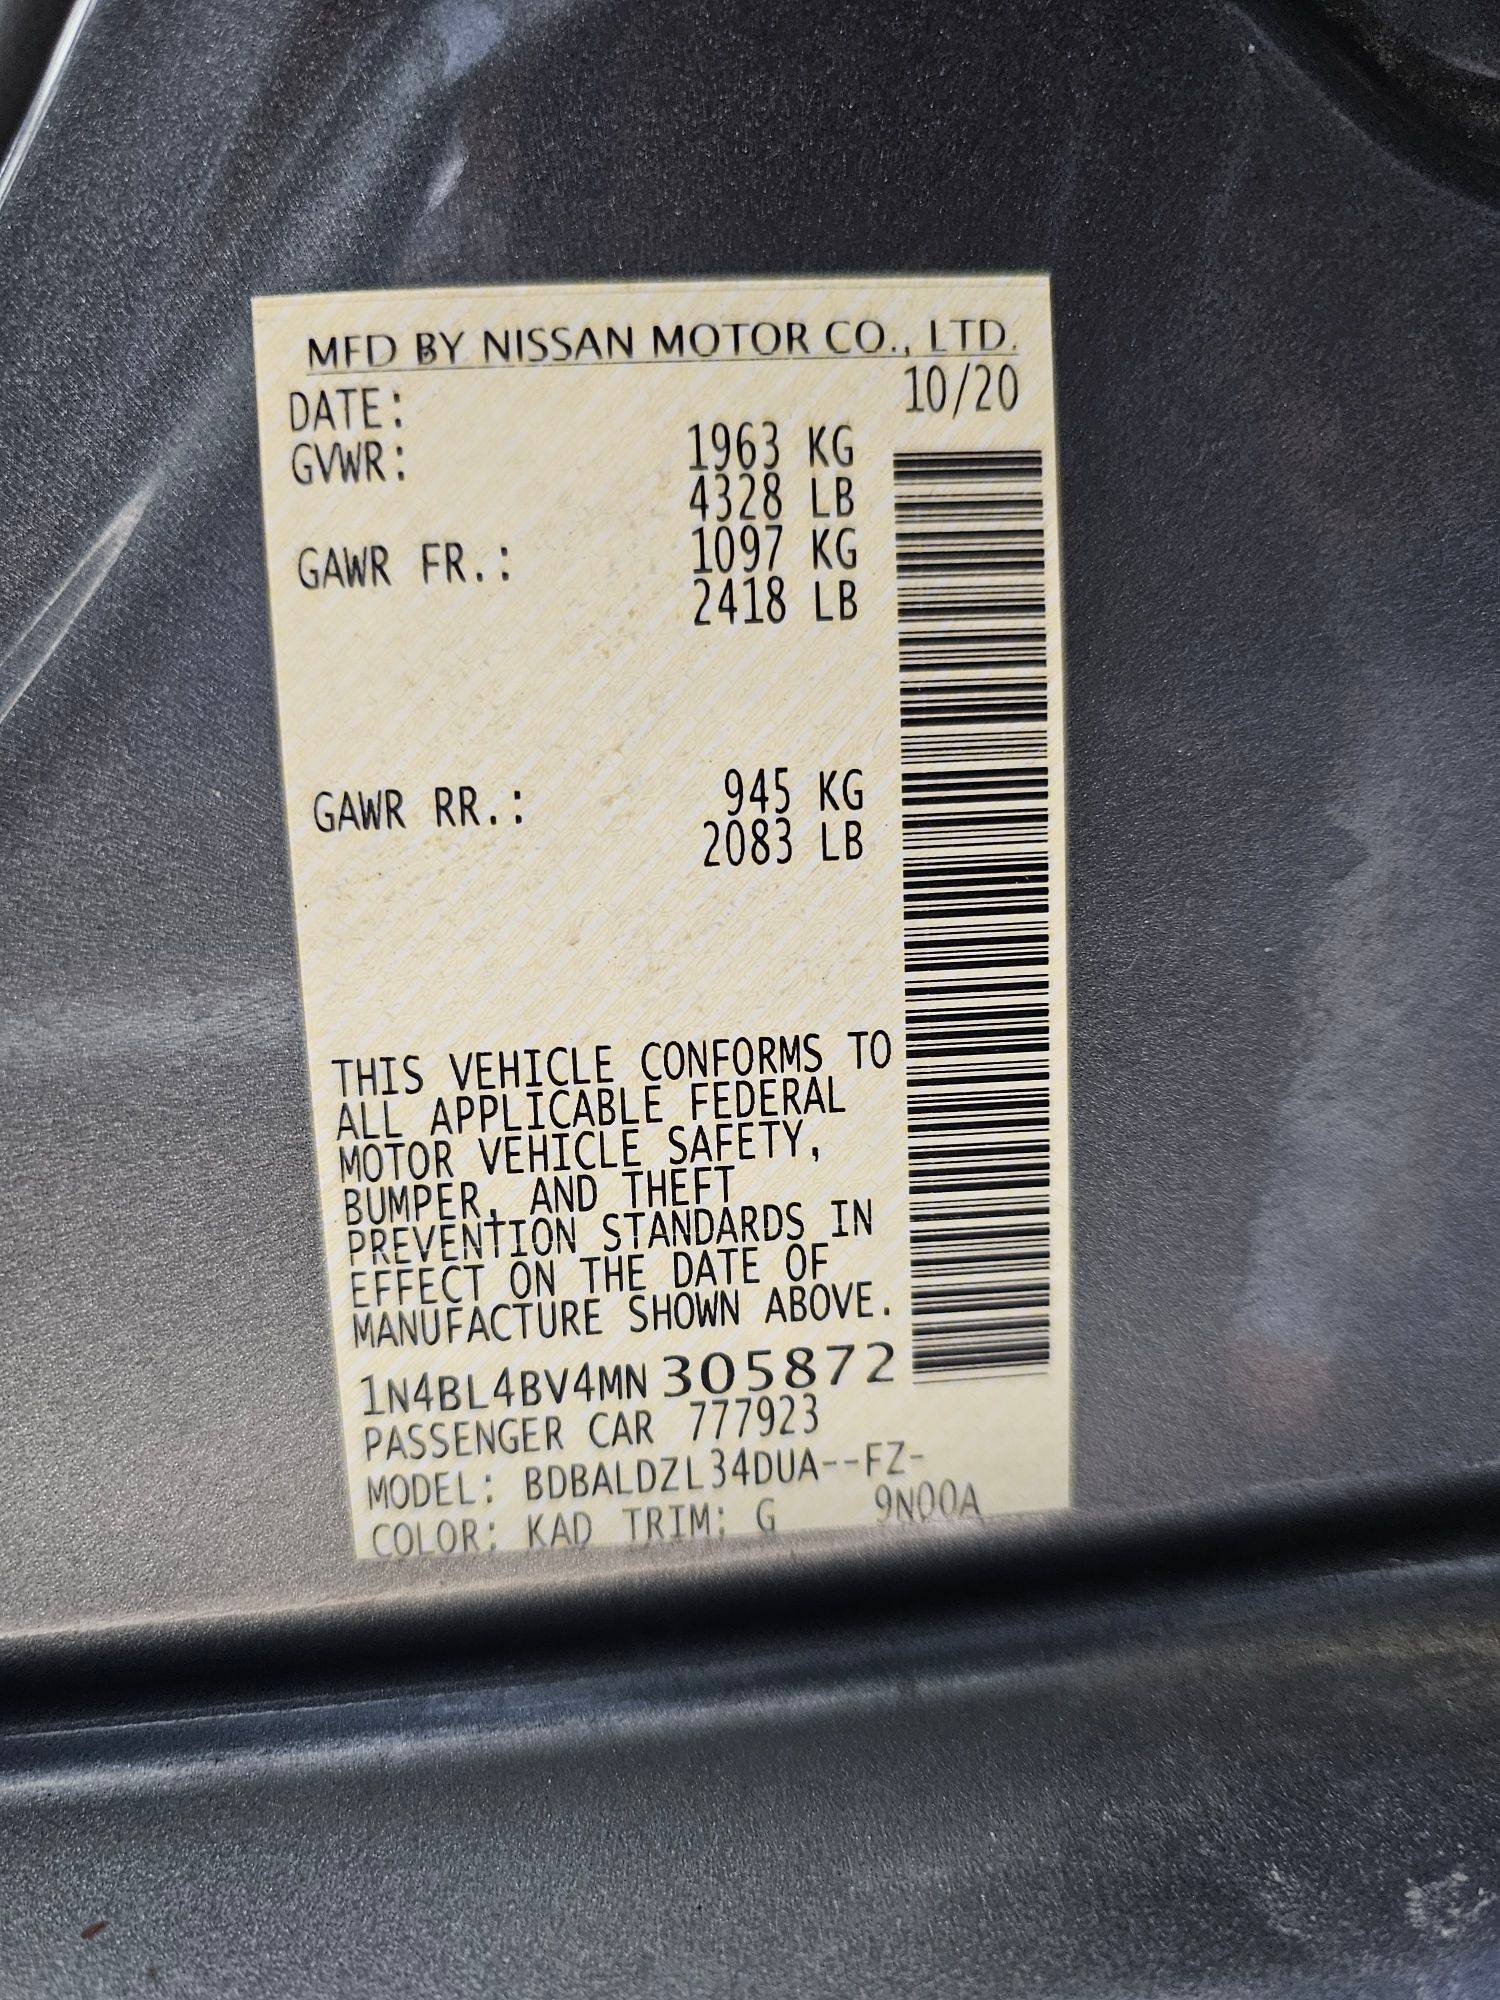 MFD BY NISSAN MOTOR CO., LTD.
DATE: 10/20
GVWR: 1963 KG
4328 LB
GAWR FR.: 1097 KG
2418 LB
GAWR RR.: 945 KG
2083 LB
THIS VEHICLE CONFORMS TO
ALL APPLICABLE FEDERAL
MOTOR VEHICLE SAFETY,
BUMPER, AND THEFT
PREVENTION STANDARDS IN
EFFECT ON THE DATE OF
MANUFACTURE SHOWN ABOVE.
1N4BL4BV4MN305872
PASSENGER CAR 777923
MODEL: BDBALDZL34DUA--FZ-
COLOR: KAD TRIM: G 9N00A